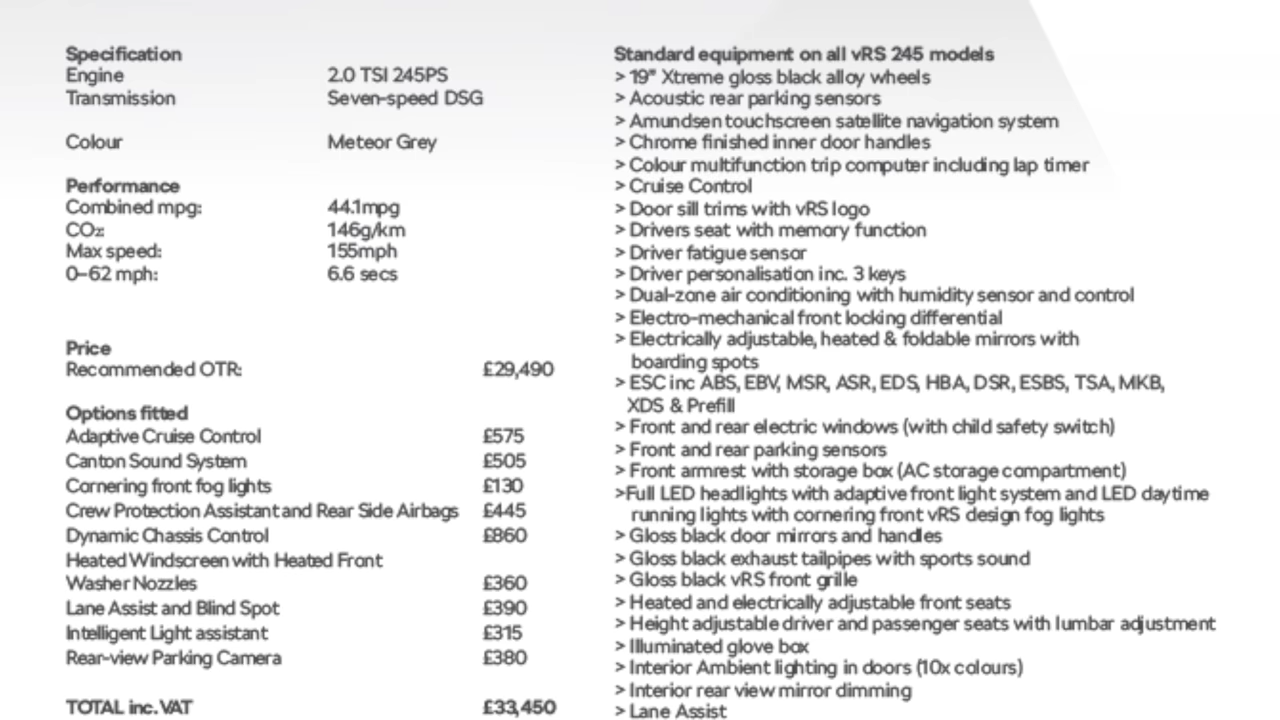 Specification
Engine 2.0 TSI 245PS
Transmission Seven-speed DSG
Colour Meteor Grey
Performance
Combined mpg: 44.1mpg
CO₂: 146g/km
Max speed: 155mph
0–62 mph: 6.6 secs
Price
Recommended OTR: £29,490
Options fitted
Adaptive Cruise Control £575
Canton Sound System £505
Cornering front fog lights £130
Crew Protection Assistant and Rear Side Airbags £445
Dynamic Chassis Control £860
Heated Windscreen with Heated Front
Washer Nozzles £360
Lane Assist and Blind Spot £390
Intelligent Light assistant £315
Rear-view Parking Camera £380
TOTAL inc. VAT £33,450
Standard equipment on all vRS 245 models
> 19" Xtreme gloss black alloy wheels
> Acoustic rear parking sensors
> Amundsen touchscreen satellite navigation system
> Chrome finished inner door handles
> Colour multifunction trip computer including lap timer
> Cruise Control
> Door sill trims with vRS logo
> Drivers seat with memory function
> Driver fatigue sensor
> Driver personalisation inc. 3 keys
> Dual-zone air conditioning with humidity sensor and control
> Electro-mechanical front locking differential
> Electrically adjustable, heated & foldable mirrors with
boarding spots
> ESC inc ABS, EBV, MSR, ASR, EDS, HBA, DSR, ESBS, TSA, MKB,
XDS & Prefill
> Front and rear electric windows (with child safety switch)
> Front and rear parking sensors
> Front armrest with storage box (AC storage compartment)
>Full LED headlights with adaptive front light system and LED daytime
running lights with cornering front vRS design fog lights
> Gloss black door mirrors and handles
> Gloss black exhaust tailpipes with sports sound
> Gloss black vRS front grille
> Heated and electrically adjustable front seats
> Height adjustable driver and passenger seats with lumbar adjustment
> Illuminated glove box
> Interior Ambient lighting in doors (10x colours)
> Interior rear view mirror dimming
> Lane Assist